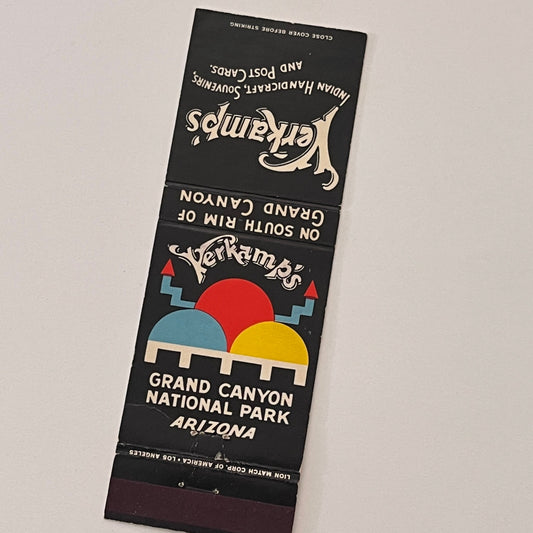 CLOSE COVER BEFORE STRIKING
Verkamp's
INDIAN HANDICRAFT, SOUVENIRS,
AND POST CARDS.
ON SOUTH RIM OF
GRAND CANYON
Verkamp's
GRAND CANYON
NATIONAL PARK
ARIZONA
LION MATCH CORP. OF AMERICA • LOS ANGELES